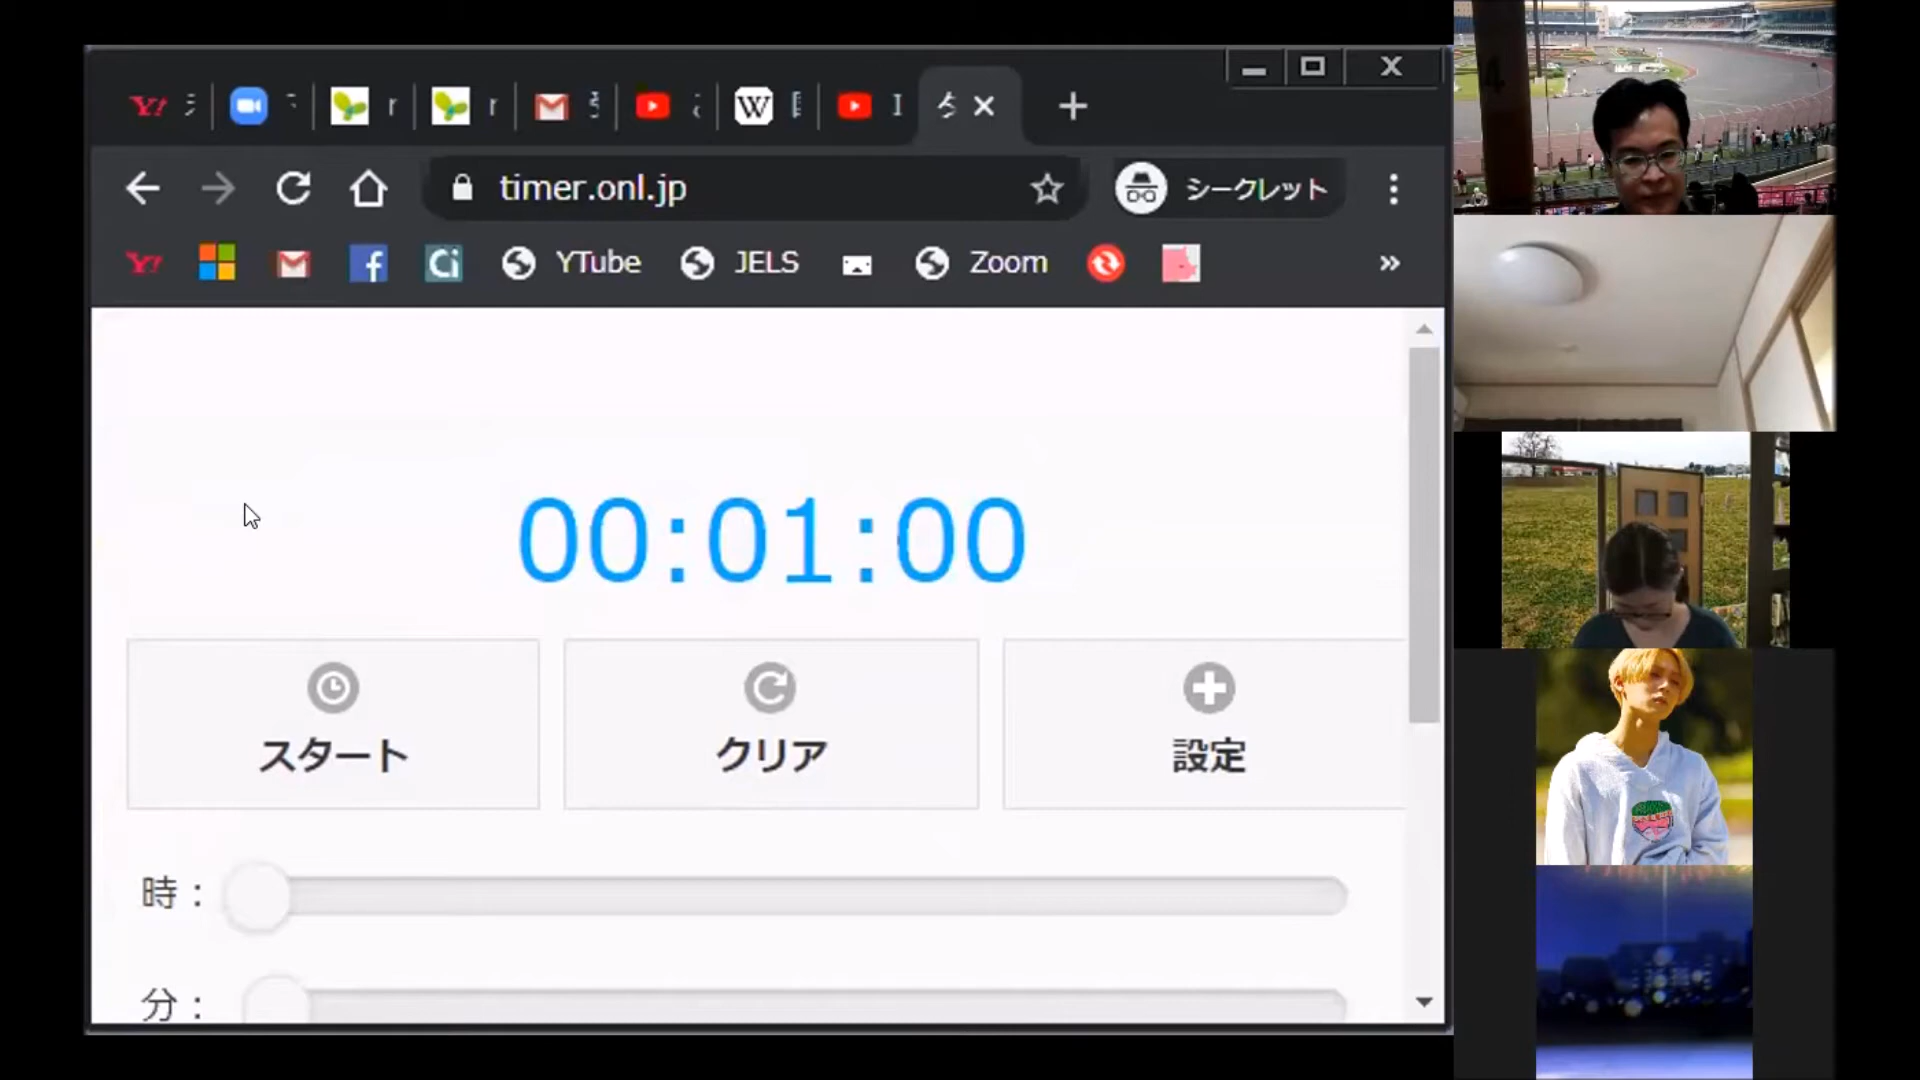 timer.onl.jp
シークレット
YTube JELS Zoom
00:01:00
スタート クリア 設定
時：
分：